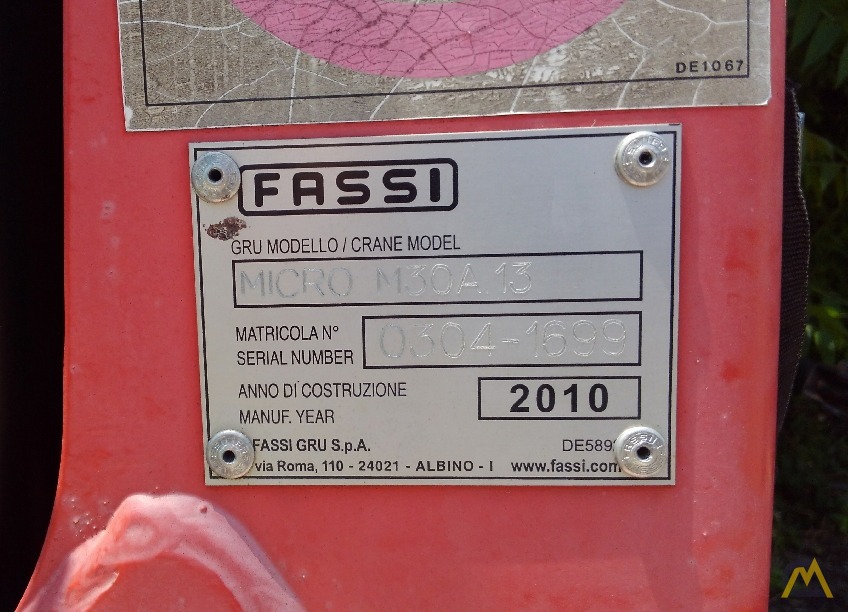 DE1067
FASSI
GRU MODELLO / CRANE MODEL
MICRO M30A.13
MATRICOLA N° 0304-1699
SERIAL NUMBER
ANNO DI COSTRUZIONE 2010
MANUF. YEAR
FASSI GRU S.p.A.
via Roma, 110 - 24021 - ALBINO - I www.fassi.com